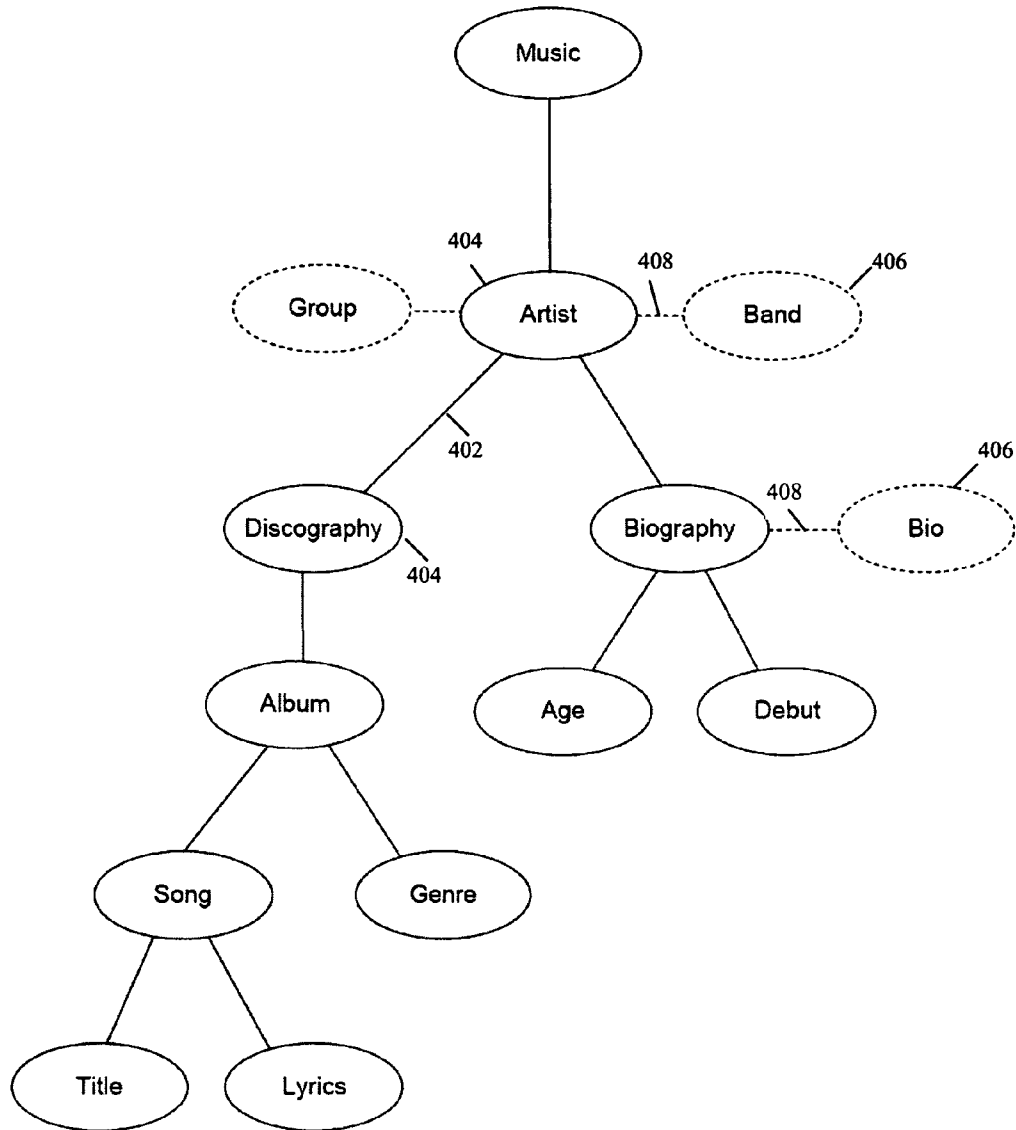 Music
404
408
406
Group
Artist
Band
402
406
408
Discography
Biography
Bio
404
Album
Age
Debut
Song
Genre
Title
Lyrics